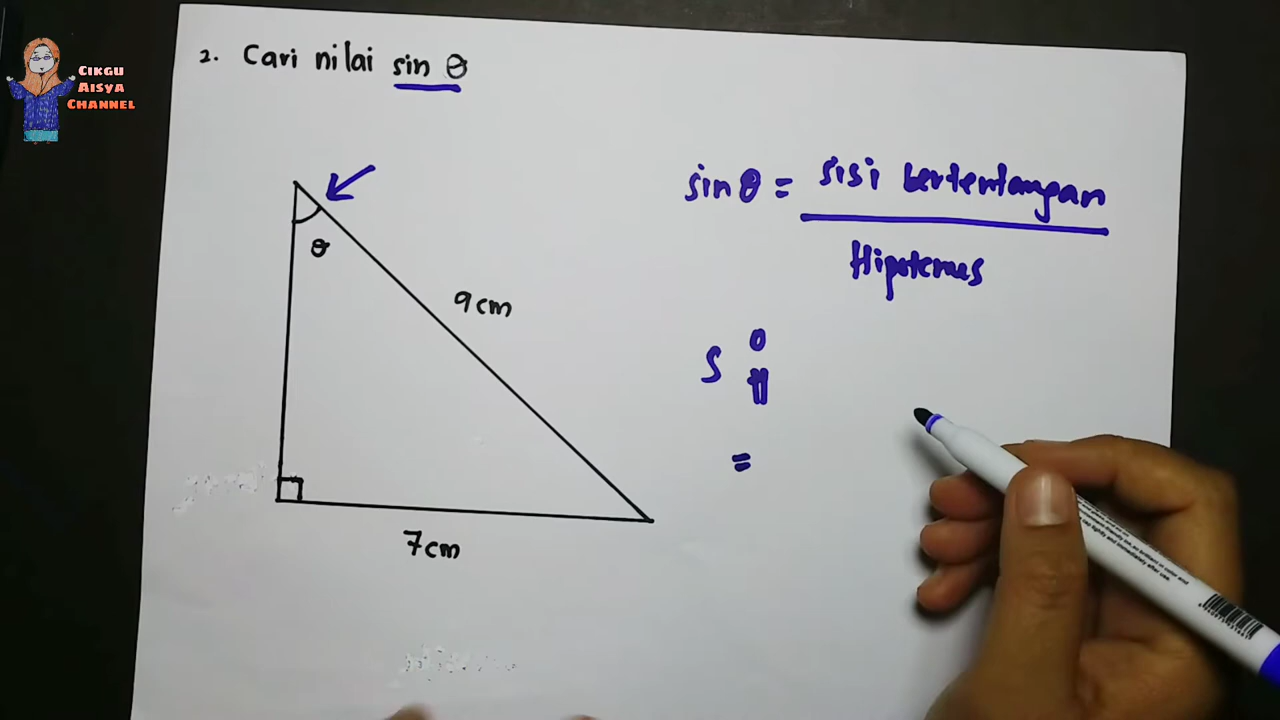 CIKGU
AISYA
CHANNEL
2. Cari nilai sin θ
sin θ = sisi bertentangan
Hipotenus
θ
9cm
S
O
H
=
7cm